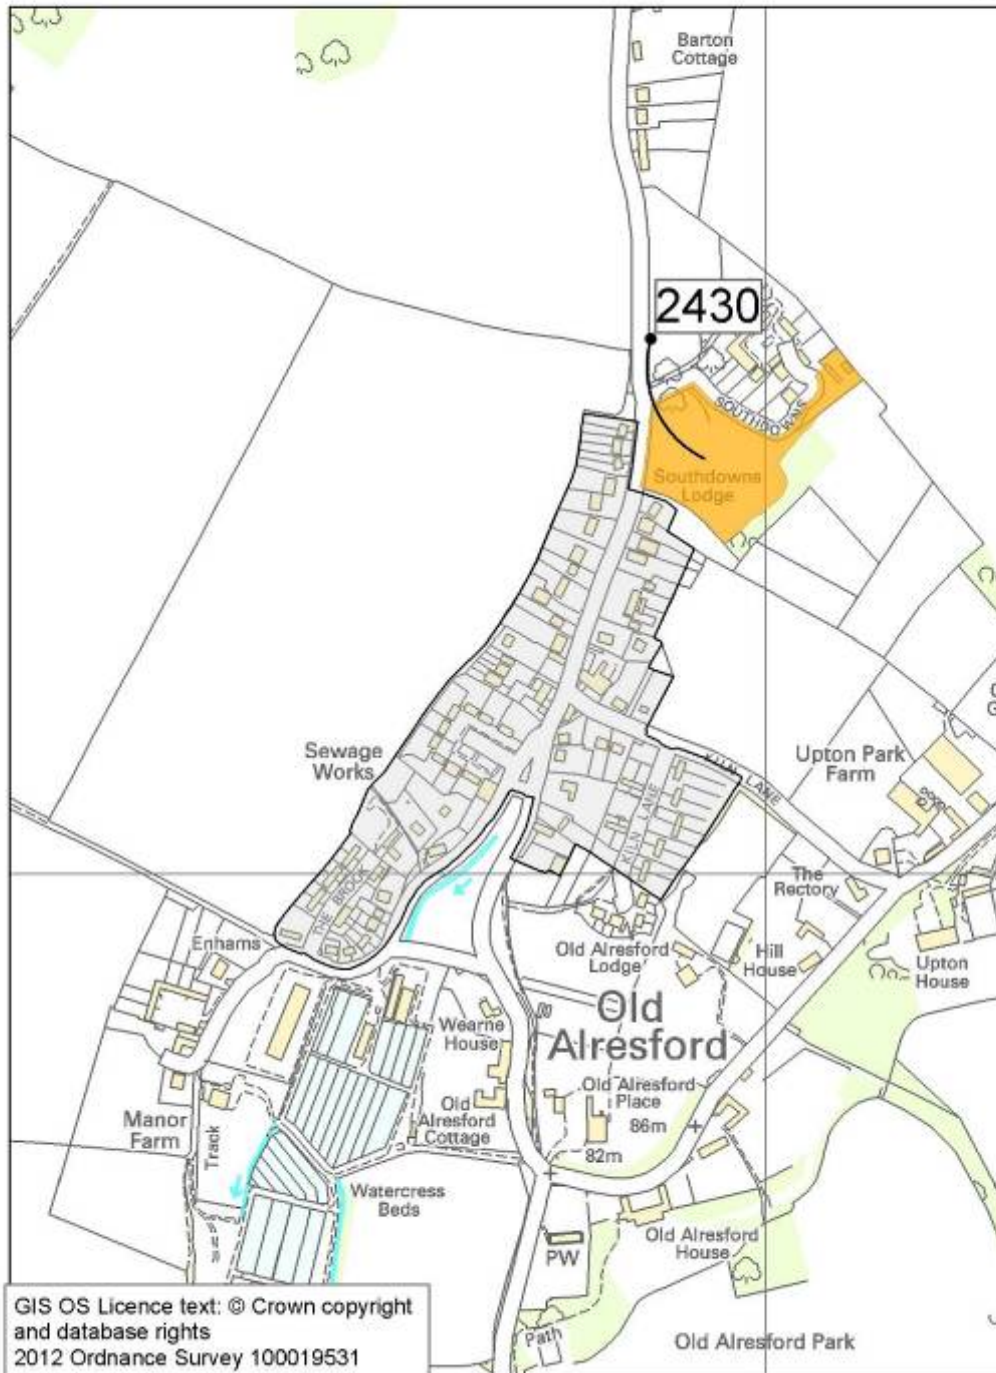 Barton
Cottage
2430
SOUTHDOWNS
Southdowns
Lodge
Sewage
Works
KILN LANE
Upton Park
Farm
KILN LANE
The
Rectory
THE BROOK
Enhams
Old Alresford
Lodge
Hill
House
Upton
House
Old
Alresford
Wearne
House
Old Alresford
Place
86m
Old
Alresford
Cottage
Manor
Farm
Track
82m
Watercress
Beds
Old Alresford
House
PW
Path
Old Alresford Park
GIS OS Licence text: © Crown copyright
and database rights
2012 Ordnance Survey 100019531